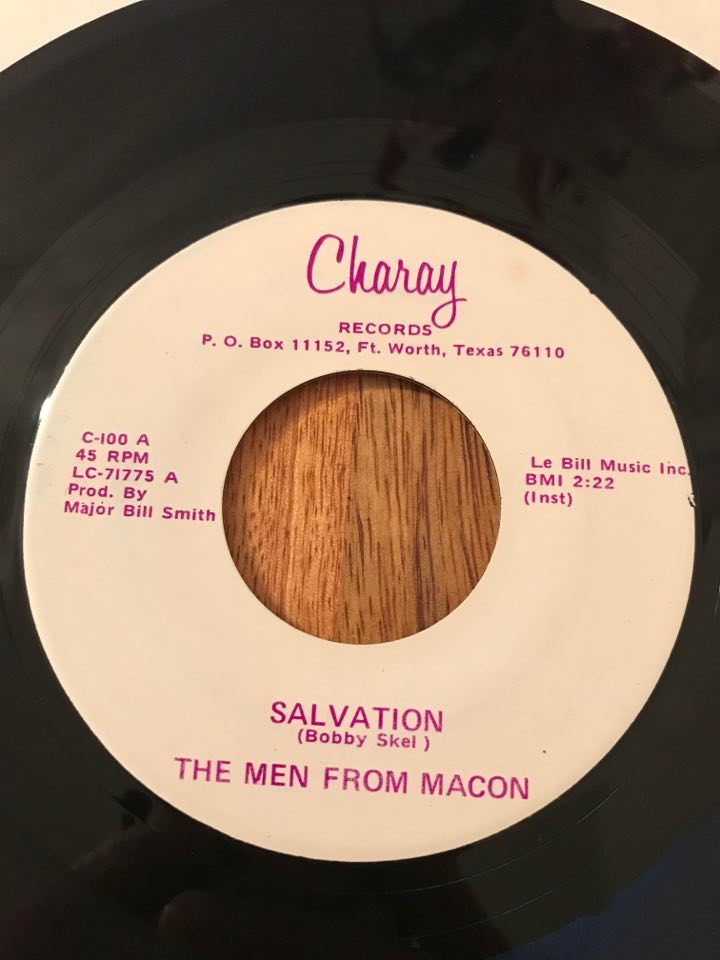 Charay
RECORDS
P. O. Box 11152, Ft. Worth, Texas 76110
C-100 A
45 RPM
LC-71775 A
Prod. By
Major Bill Smith
Le Bill Music Inc.
BMI 2:22
(Inst)
SALVATION
(Bobby Skel )
THE MEN FROM MACON